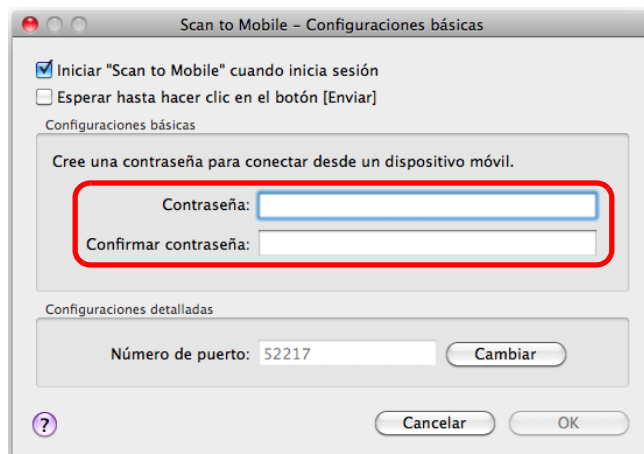 Scan to Mobile – Configuraciones básicas
Iniciar "Scan to Mobile" cuando inicia sesión
Esperar hasta hacer clic en el botón [Enviar]
Configuraciones básicas
Cree una contraseña para conectar desde un dispositivo móvil.
Contraseña:
Confirmar contraseña:
Configuraciones detalladas
Número de puerto: 52217 Cambiar
? Cancelar OK